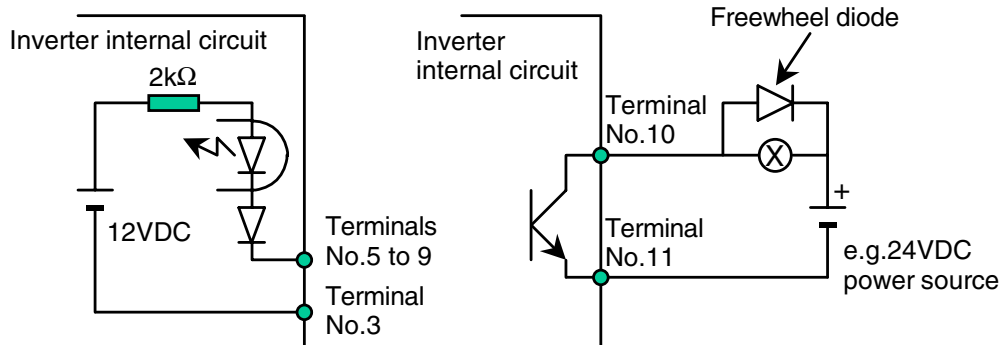 Inverter internal circuit
2kΩ
12VDC
Terminals
No.5 to 9
Terminal
No.3
Inverter
internal circuit
Freewheel diode
Terminal
No.10
X
+
Terminal
No.11
e.g.24VDC
power source